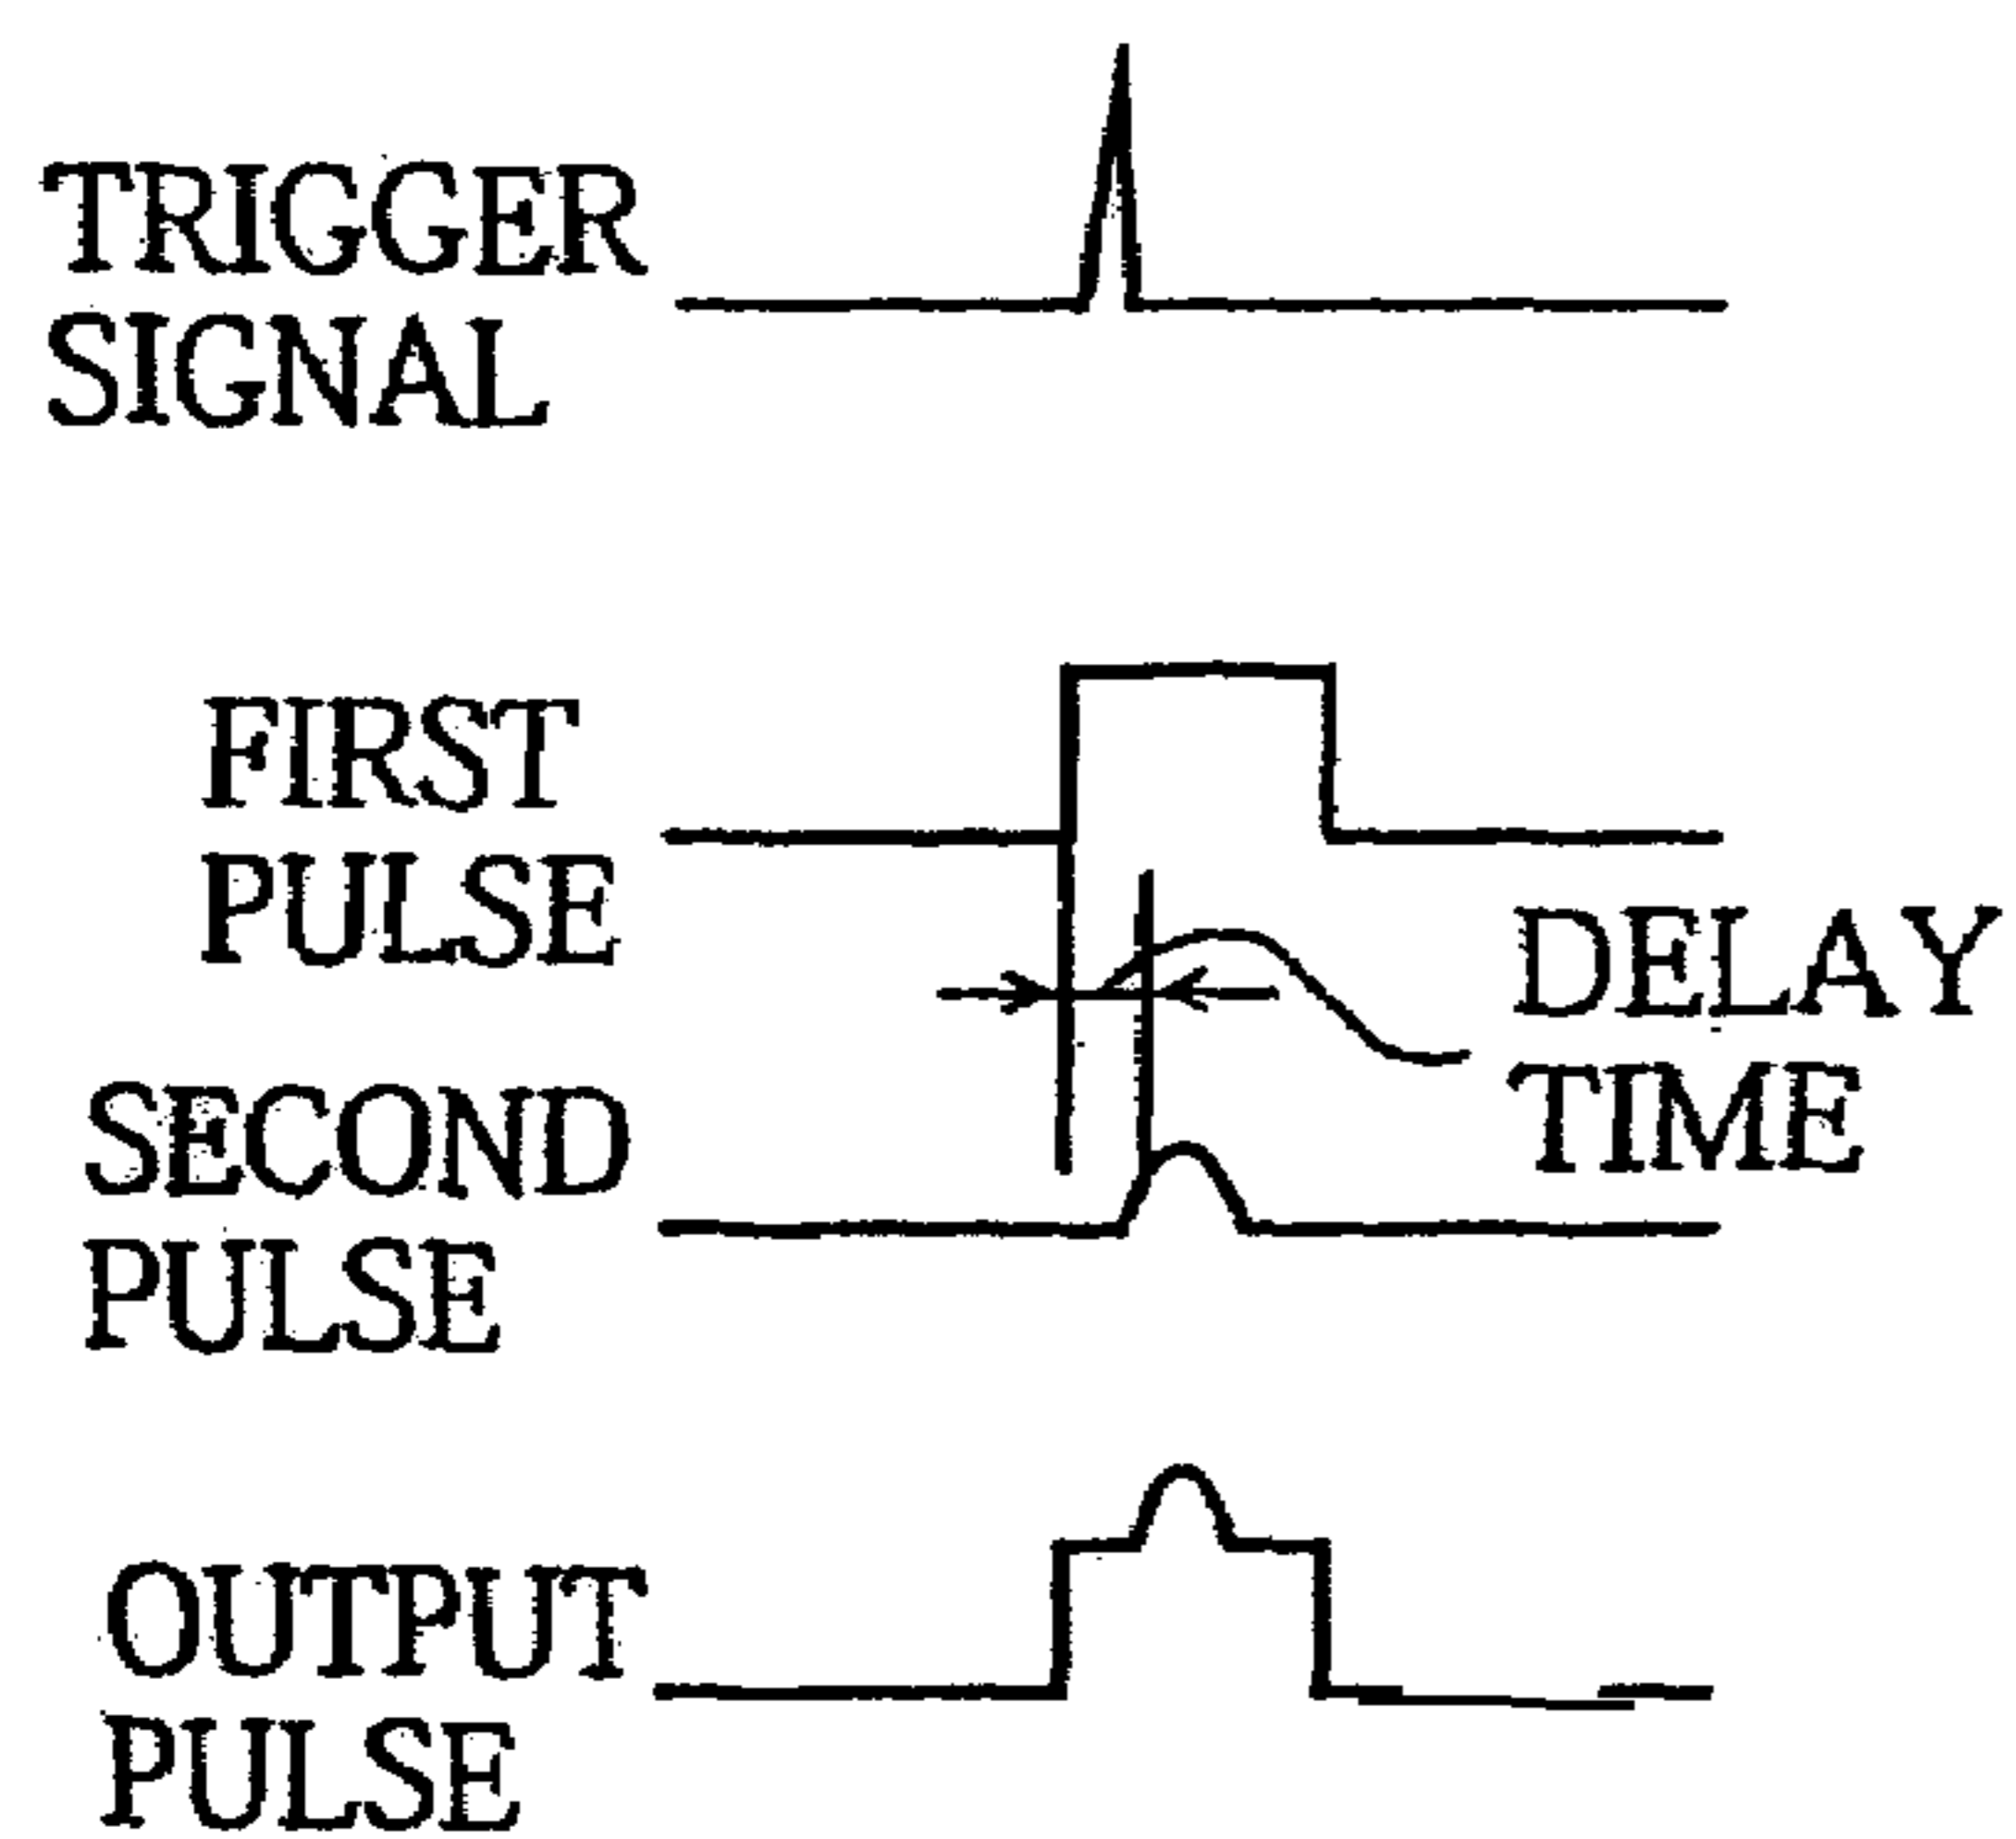 TRIGGER
SIGNAL
FIRST
PULSE
DELAY
TIME
SECOND
PULSE
OUTPUT
PULSE